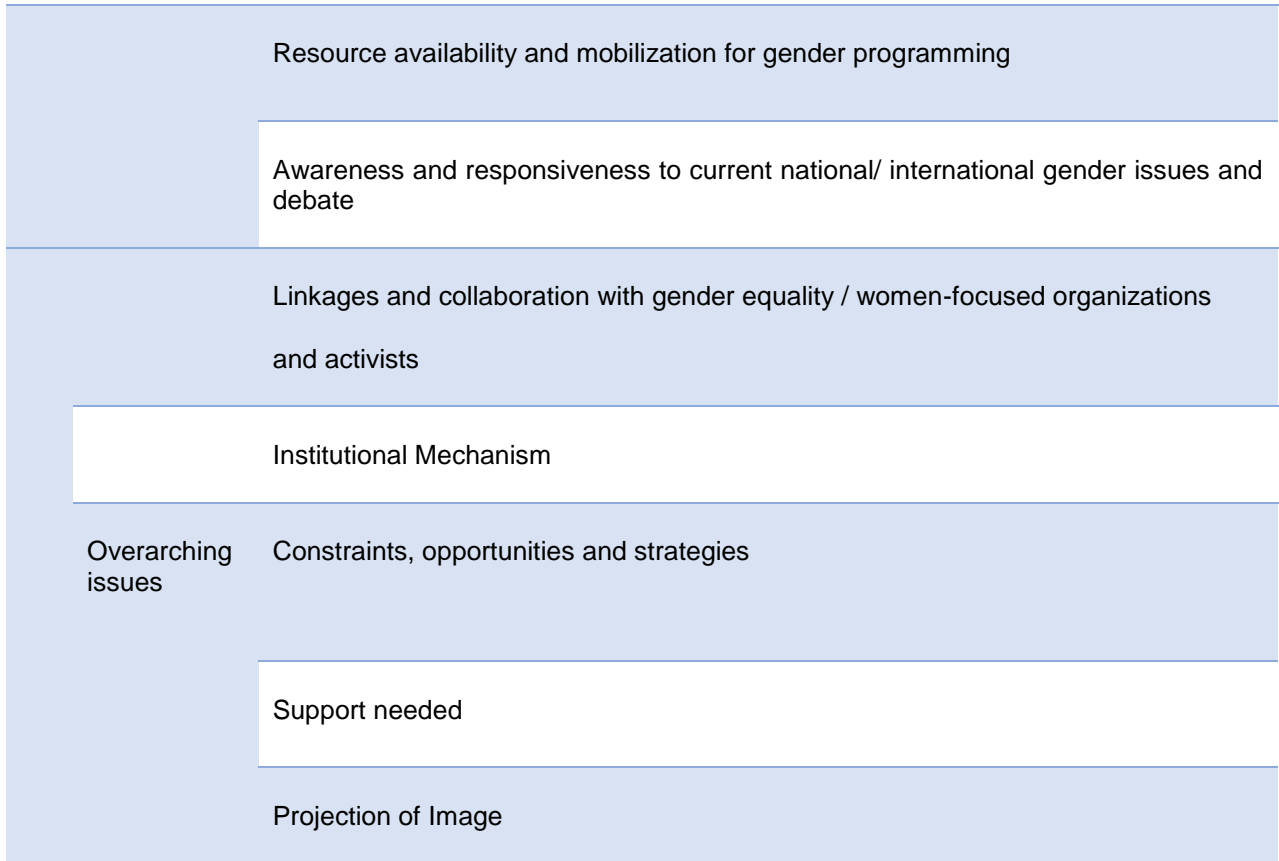 Resource availability and mobilization for gender programming
Awareness and responsiveness to current national/ international gender issues and
debate
Linkages and collaboration with gender equality / women-focused organizations
and activists
Institutional Mechanism
Overarching
issues
Constraints, opportunities and strategies
Support needed
Projection of Image